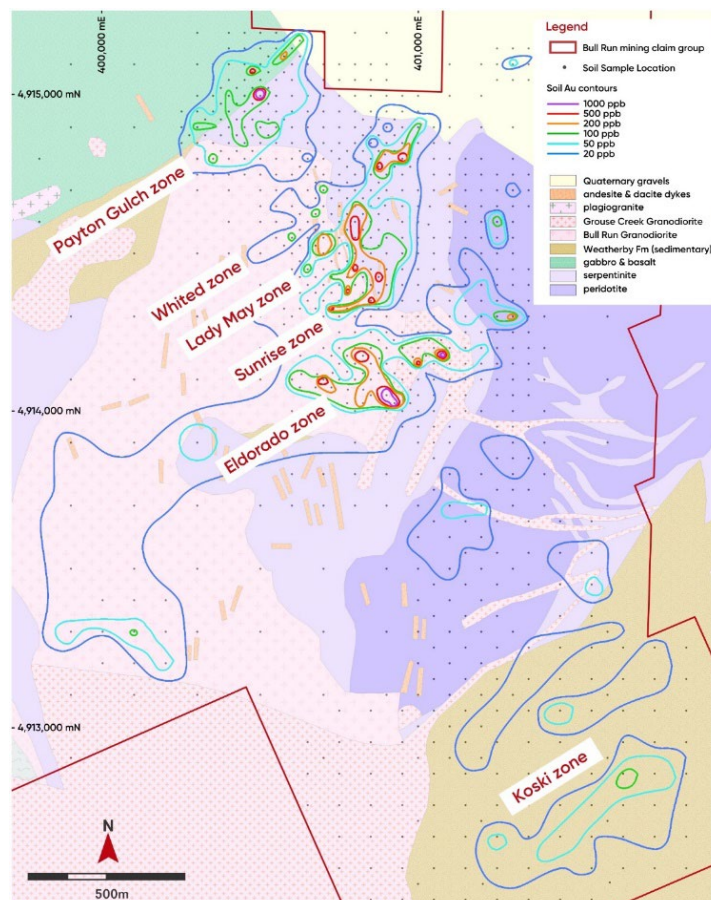 400,000 mE
401,000 mE
4,915,000 mN
4,914,000 mN
4,913,000 mN
Legend
Bull Run mining claim group
Soil Sample Location
Soil Au contours
1000 ppb
500 ppb
200 ppb
100 ppb
50 ppb
20 ppb
Quaternary gravels
andesite & dacite dykes
plagiogranite
Grouse Creek Granodiorite
Bull Run Granodiorite
Weatherby Fm (sedimentary)
gabbro & basalt
serpentinite
peridotite
Payton Gulch zone
Whited zone
Lady May zone
Sunrise zone
Eldorado zone
Koski zone
N
500m